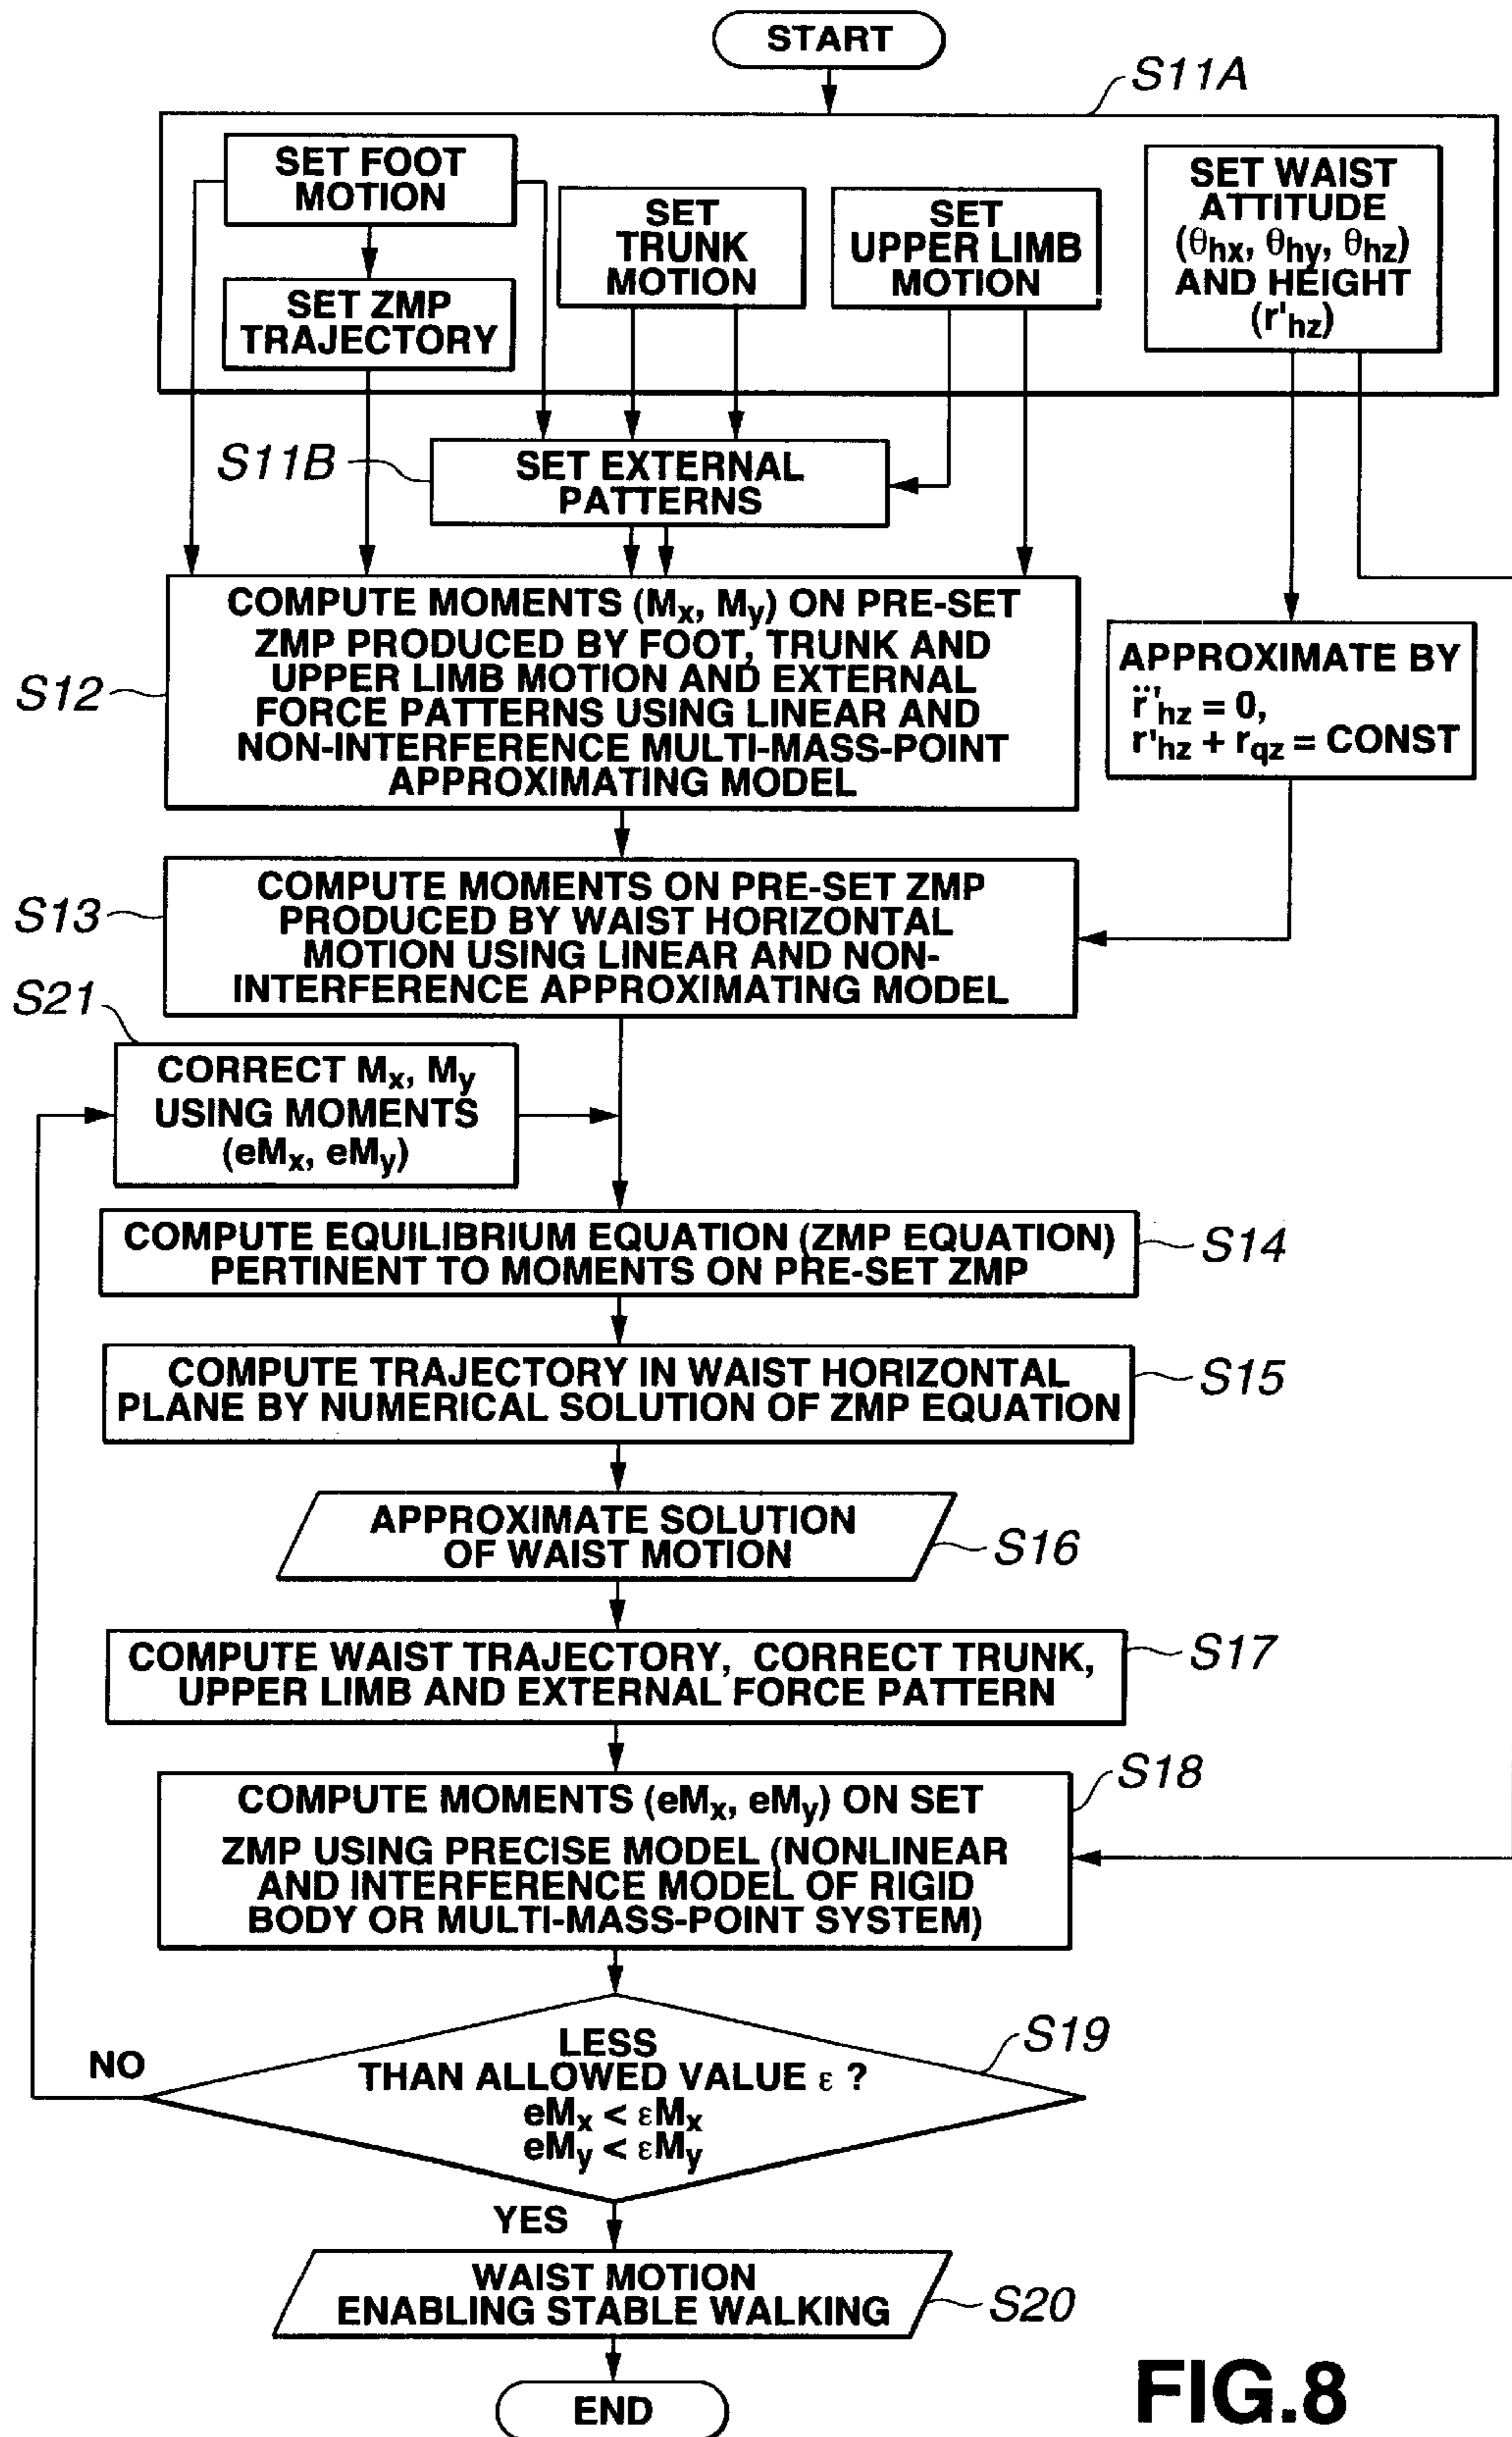 START
S11A
SET FOOT
MOTION
SET ZMP
TRAJECTORY
SET
TRUNK
MOTION
SET
UPPER LIMB
MOTION
SET WAIST
ATTITUDE
(θhx, θhy, θhz)
AND HEIGHT
(r'hz)
S11B
SET EXTERNAL
PATTERNS
S12
COMPUTE MOMENTS (Mx, My) ON PRE-SET
ZMP PRODUCED BY FOOT, TRUNK AND
UPPER LIMB MOTION AND EXTERNAL
FORCE PATTERNS USING LINEAR AND
NON-INTERFERENCE MULTI-MASS-POINT
APPROXIMATING MODEL
APPROXIMATE BY
r̈'hz = 0,
r'hz + rqz = CONST
S13
COMPUTE MOMENTS ON PRE-SET ZMP
PRODUCED BY WAIST HORIZONTAL
MOTION USING LINEAR AND NON-
INTERFERENCE APPROXIMATING MODEL
S21
CORRECT Mx, My
USING MOMENTS
(eMx, eMy)
COMPUTE EQUILIBRIUM EQUATION (ZMP EQUATION)
PERTINENT TO MOMENTS ON PRE-SET ZMP
S14
COMPUTE TRAJECTORY IN WAIST HORIZONTAL
PLANE BY NUMERICAL SOLUTION OF ZMP EQUATION
S15
APPROXIMATE SOLUTION
OF WAIST MOTION
S16
COMPUTE WAIST TRAJECTORY, CORRECT TRUNK,
UPPER LIMB AND EXTERNAL FORCE PATTERN
S17
COMPUTE MOMENTS (eMx, eMy) ON SET
ZMP USING PRECISE MODEL (NONLINEAR
AND INTERFERENCE MODEL OF RIGID
BODY OR MULTI-MASS-POINT SYSTEM)
S18
LESS
THAN ALLOWED VALUE ε ?
eMx < εMx
eMy < εMy
S19
NO
YES
WAIST MOTION
ENABLING STABLE WALKING
S20
END
FIG.8